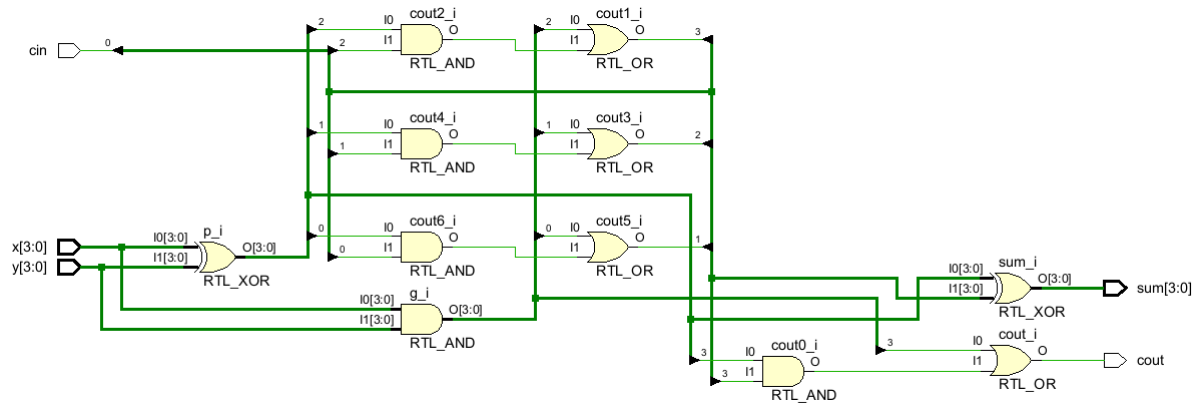 cout2_i
cout1_i
cin
0
2
2
I0
I1
O
RTL_AND
2
I0
I1
O
RTL_OR
3
cout4_i
cout3_i
1
1
I0
I1
O
RTL_AND
1
I0
I1
O
RTL_OR
2
cout6_i
cout5_i
0
0
I0
I1
O
RTL_AND
0
I0
I1
O
RTL_OR
1
x[3:0]
y[3:0]
p_i
I0[3:0]
I1[3:0]
O[3:0]
RTL_XOR
g_i
I0[3:0]
I1[3:0]
O[3:0]
RTL_AND
sum_i
I0[3:0]
I1[3:0]
O[3:0]
RTL_XOR
sum[3:0]
cout0_i
3
3
I0
I1
O
RTL_AND
cout_i
3
I0
I1
O
RTL_OR
cout